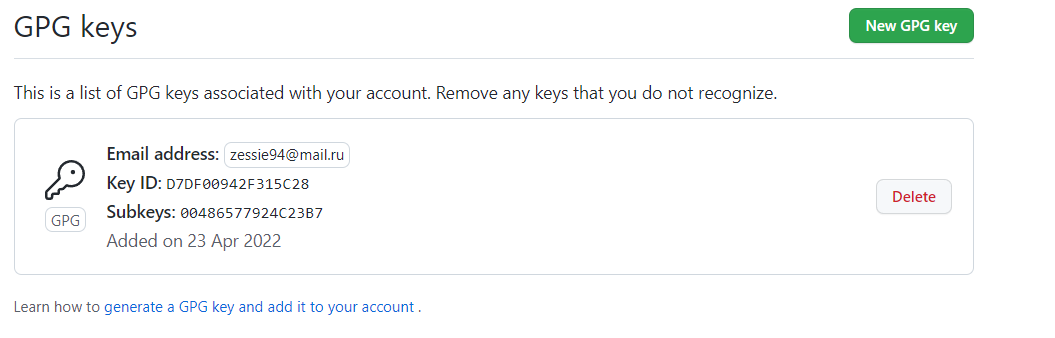 GPG keys
New GPG key
This is a list of GPG keys associated with your account. Remove any keys that you do not recognize.
Email address: zessie94@mail.ru
Key ID: D7DF00942F315C28
Subkeys: 00486577924C23B7
Added on 23 Apr 2022
GPG
Delete
Learn how to generate a GPG key and add it to your account .